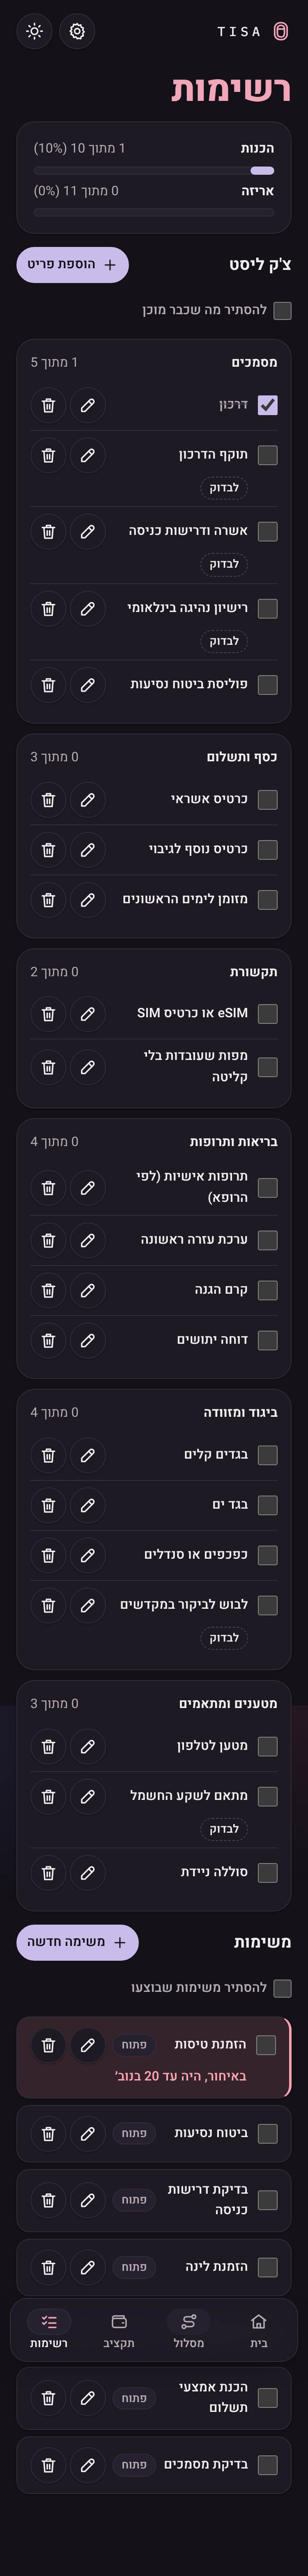 TISA
רשימות
הכנות 1 מתוך 10 (10%)
אריזה 0 מתוך 11 (0%)
צ'ק ליסט
הוספת פריט
להסתיר מה שכבר מוכן
מסמכים 1 מתוך 5
דרכון
תוקף הדרכון
לבדוק
אשרה ודרישות כניסה
לבדוק
רישיון נהיגה בינלאומי
לבדוק
פוליסת ביטוח נסיעות
כסף ותשלום 0 מתוך 3
כרטיס אשראי
כרטיס נוסף לגיבוי
מזומן לימים הראשונים
תקשורת 0 מתוך 2
eSIM או כרטיס SIM
מפות שעובדות בלי
קליטה
בריאות ותרופות 0 מתוך 4
תרופות אישיות (לפי
הרופא)
ערכת עזרה ראשונה
קרם הגנה
דוחה יתושים
ביגוד ומזוודה 0 מתוך 4
בגדים קלים
בגד ים
כפכפים או סנדלים
לבוש לביקור במקדשים
לבדוק
מטענים ומתאמים 0 מתוך 3
מטען לטלפון
מתאם לשקע החשמל
לבדוק
סוללה ניידת
משימות
משימה חדשה
להסתיר משימות שבוצעו
הזמנת טיסות פתוח
באיחור, היה עד 20 בנוב׳
ביטוח נסיעות פתוח
בדיקת דרישות
כניסה
פתוח
הזמנת לינה פתוח
בית
מסלול
תקציב
רשימות
הכנת אמצעי
תשלום
פתוח
בדיקת מסמכים פתוח